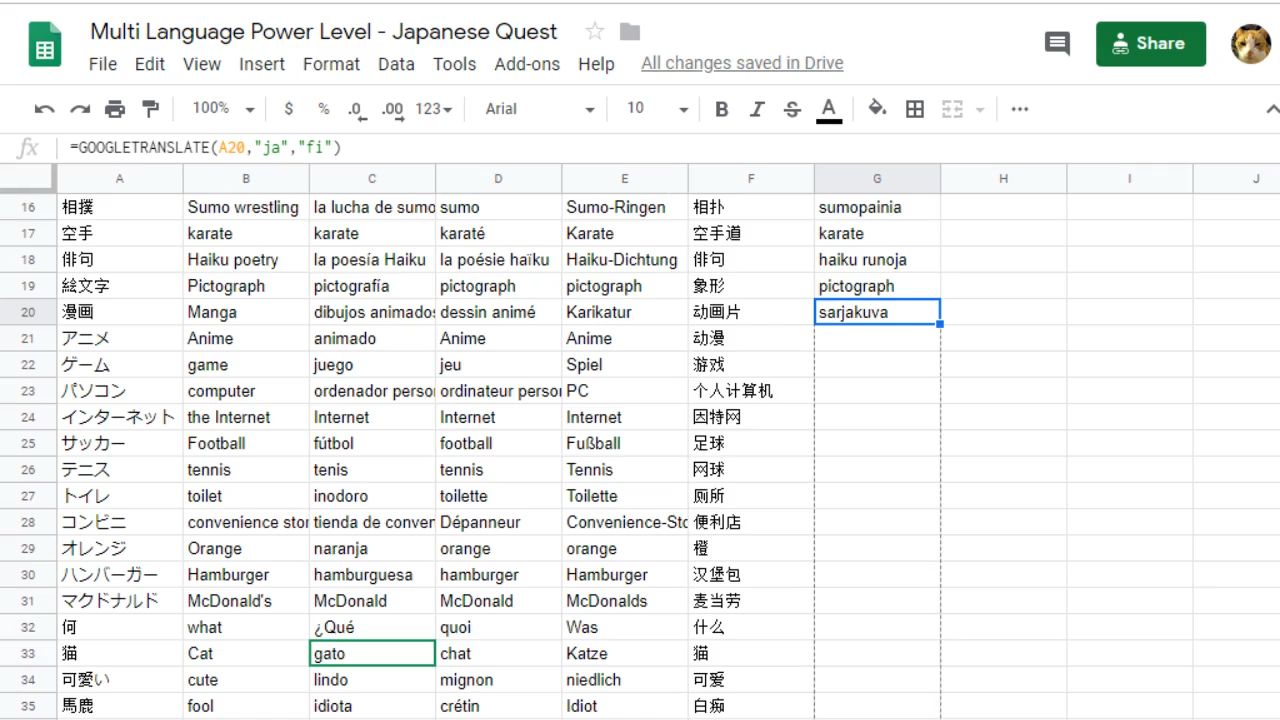 Multi Language Power Level - Japanese Quest
File Edit View Insert Format Data Tools Add-ons Help All changes saved in Drive
Share
100% $ % .0 .00 123 Arial 10 B I S A
fx =GOOGLETRANSLATE(A20,"ja","fi")
A B C D E F G H I J
16 相撲 Sumo wrestling la lucha de sumo sumo Sumo-Ringen 相扑 sumopainia
17 空手 karate karate karaté Karate 空手道 karate
18 俳句 Haiku poetry la poesía Haiku la poésie haïku Haiku-Dichtung 俳句 haiku runoja
19 絵文字 Pictograph pictografía pictograph pictograph 象形 pictograph
20 漫画 Manga dibujos animados dessin animé Karikatur 动画片 sarjakuva
21 アニメ Anime animado Anime Anime 动漫
22 ゲーム game juego jeu Spiel 游戏
23 パソコン computer ordenador person ordinateur person PC 个人计算机
24 インターネット the Internet Internet Internet Internet 因特网
25 サッカー Football fútbol football Fußball 足球
26 テニス tennis tenis tennis Tennis 网球
27 トイレ toilet inodoro toilette Toilette 厕所
28 コンビニ convenience stor tienda de conven Dépanneur Convenience-Sto 便利店
29 オレンジ Orange naranja orange orange 橙
30 ハンバーガー Hamburger hamburguesa hamburger Hamburger 汉堡包
31 マクドナルド McDonald's McDonald McDonald McDonalds 麦当劳
32 何 what ¿Qué quoi Was 什么
33 猫 Cat gato chat Katze 猫
34 可愛い cute lindo mignon niedlich 可爱
35 馬鹿 fool idiota crétin Idiot 白痴